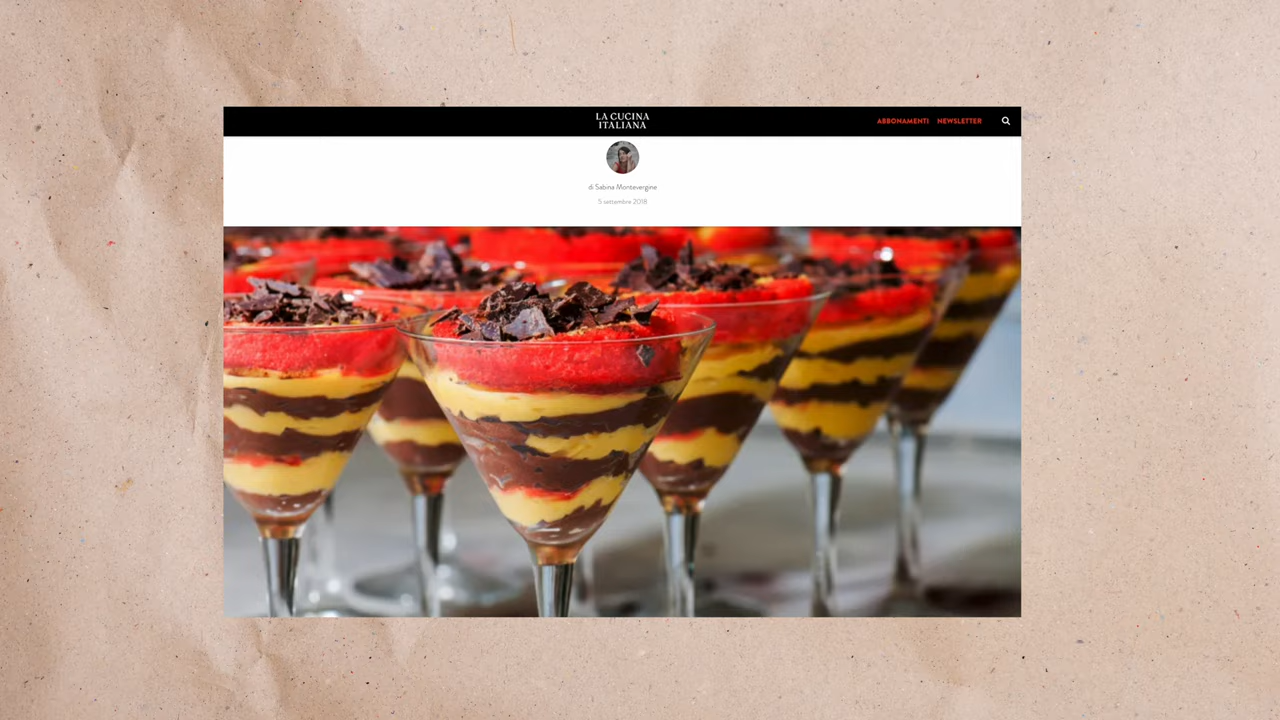 LA CUCINA
ITALIANA
ABBONAMENTI NEWSLETTER
di Sabina Montevergine
5 settembre 2018